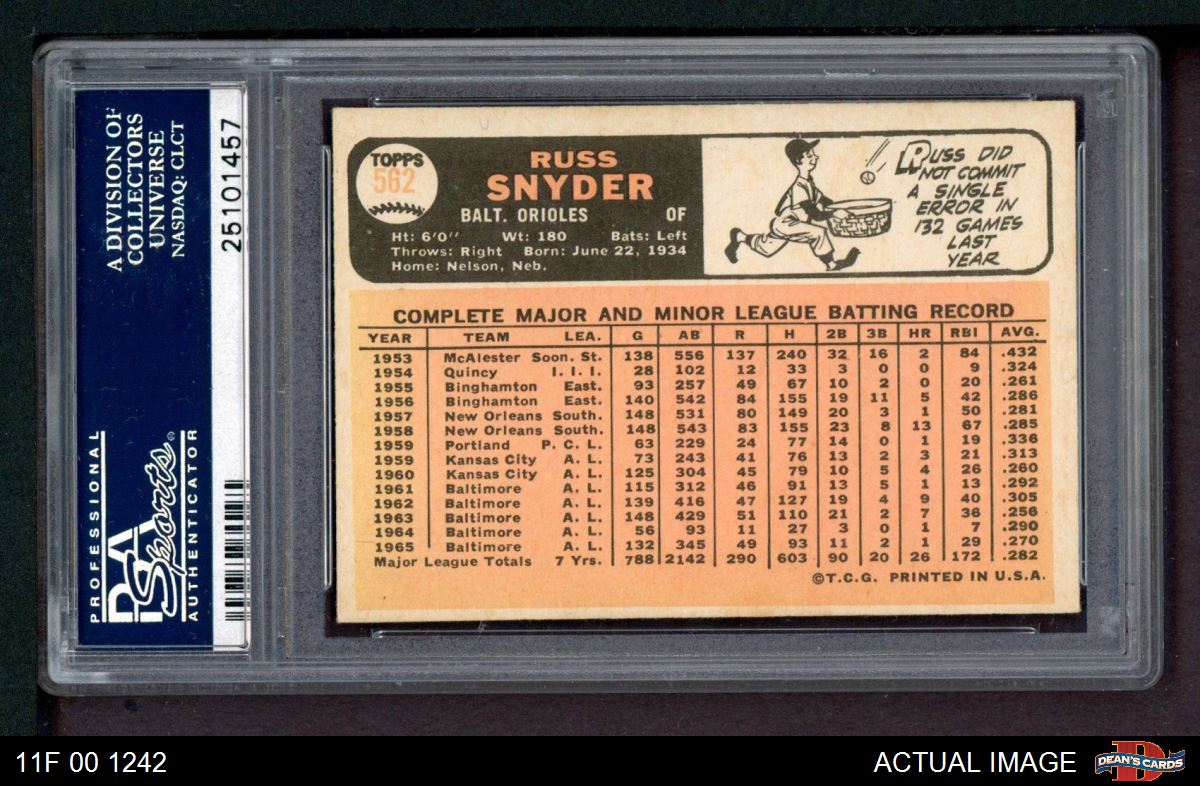 A DIVISION OF
COLLECTORS
UNIVERSE
NASDAQ: CLCT
25101457
PROFESSIONAL
PSA
Sports®
AUTHENTICATOR
TOPPS
562
RUSS
SNYDER
BALT. ORIOLES OF
Ht: 6'0" Wt: 180 Bats: Left
Throws: Right Born: June 22, 1934
Home: Nelson, Neb.
RUSS DID
NOT COMMIT
A SINGLE
ERROR IN
132 GAMES
LAST
YEAR
COMPLETE MAJOR AND MINOR LEAGUE BATTING RECORD
YEAR TEAM LEA. G AB R H 2B 3B HR RBI AVG.
1953 McAlester Soon. St. 138 556 137 240 32 16 2 84 .432
1954 Quincy I. I. I. 28 102 12 33 3 0 0 9 .324
1955 Binghamton East. 93 257 49 67 10 2 0 20 .261
1956 Binghamton East. 140 542 84 155 19 11 5 42 .286
1957 New Orleans South. 148 531 80 149 20 3 1 50 .281
1958 New Orleans South. 148 543 83 155 23 8 13 67 .285
1959 Portland P. C. L. 63 229 24 77 14 0 1 19 .336
1959 Kansas City A. L. 73 243 41 76 13 2 3 21 .313
1960 Kansas City A. L. 125 304 45 79 10 5 4 26 .260
1961 Baltimore A. L. 115 312 46 91 13 5 1 13 .292
1962 Baltimore A. L. 139 416 47 127 19 4 9 40 .305
1963 Baltimore A. L. 148 429 51 110 21 2 7 36 .256
1964 Baltimore A. L. 56 93 11 27 3 0 1 7 .290
1965 Baltimore A. L. 132 345 49 93 11 2 1 29 .270
Major League Totals 7 Yrs. 788 2142 290 603 90 20 26 172 .282
©T.C.G. PRINTED IN U.S.A.
11F 00 1242
ACTUAL IMAGE
DEAN'S CARDS